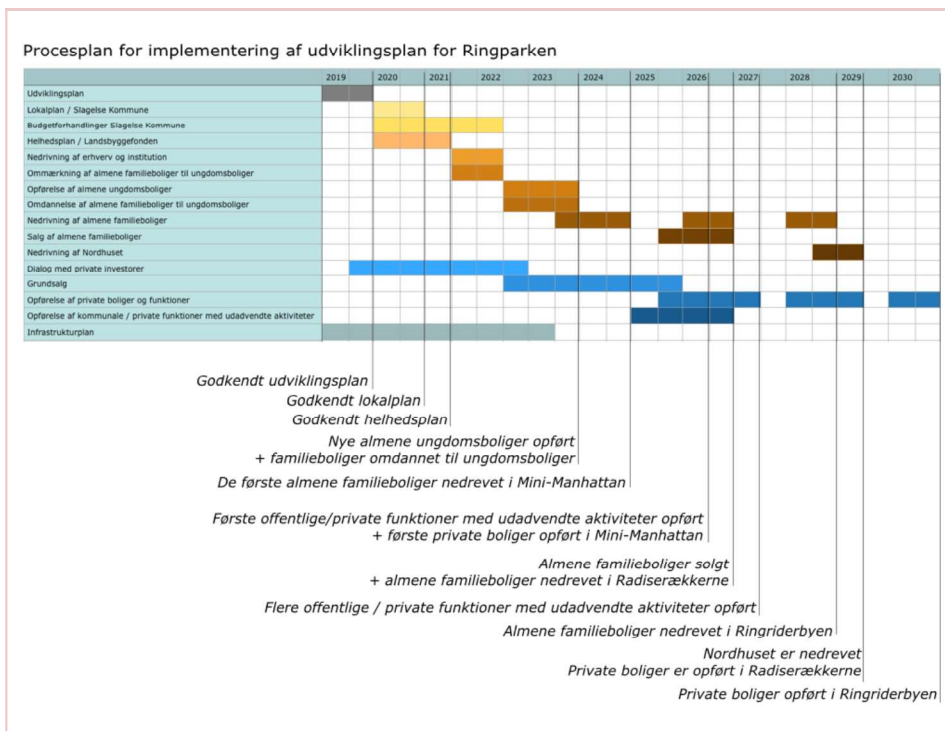 Procesplan for implementering af udviklingsplan for Ringparken
2019 2020 2021 2022 2023 2024 2025 2026 2027 2028 2029 2030
Udviklingsplan
Lokalplan / Slagelse Kommune
Budgetforhandlinger Slagelse Kommune
Helhedsplan / Landsbyggefonden
Nedrivning af erhverv og institution
Ommærkning af almene familieboliger til ungdomsboliger
Opførelse af almene ungdomsboliger
Omdannelse af almene familieboliger til ungdomsboliger
Nedrivning af almene familieboliger
Salg af almene familieboliger
Nedrivning af Nordhuset
Dialog med private investorer
Grundsalg
Opførelse af private boliger og funktioner
Opførelse af kommunale / private funktioner med udadvendte aktiviteter
Infrastrukturplan
Godkendt udviklingsplan
Godkendt lokalplan
Godkendt helhedsplan
Nye almene ungdomsboliger opført
+ familieboliger omdannet til ungdomsboliger
De første almene familieboliger nedrevet i Mini-Manhattan
Første offentlige/private funktioner med udadvendte aktiviteter opført
+ første private boliger opført i Mini-Manhattan
Almene familieboliger solgt
+ almene familieboliger nedrevet i Radiserækkerne
Flere offentlige / private funktioner med udadvendte aktiviteter opført
Almene familieboliger nedrevet i Ringriderbyen
Nordhuset er nedrevet
Private boliger er opført i Radiserækkerne
Private boliger opført i Ringriderbyen